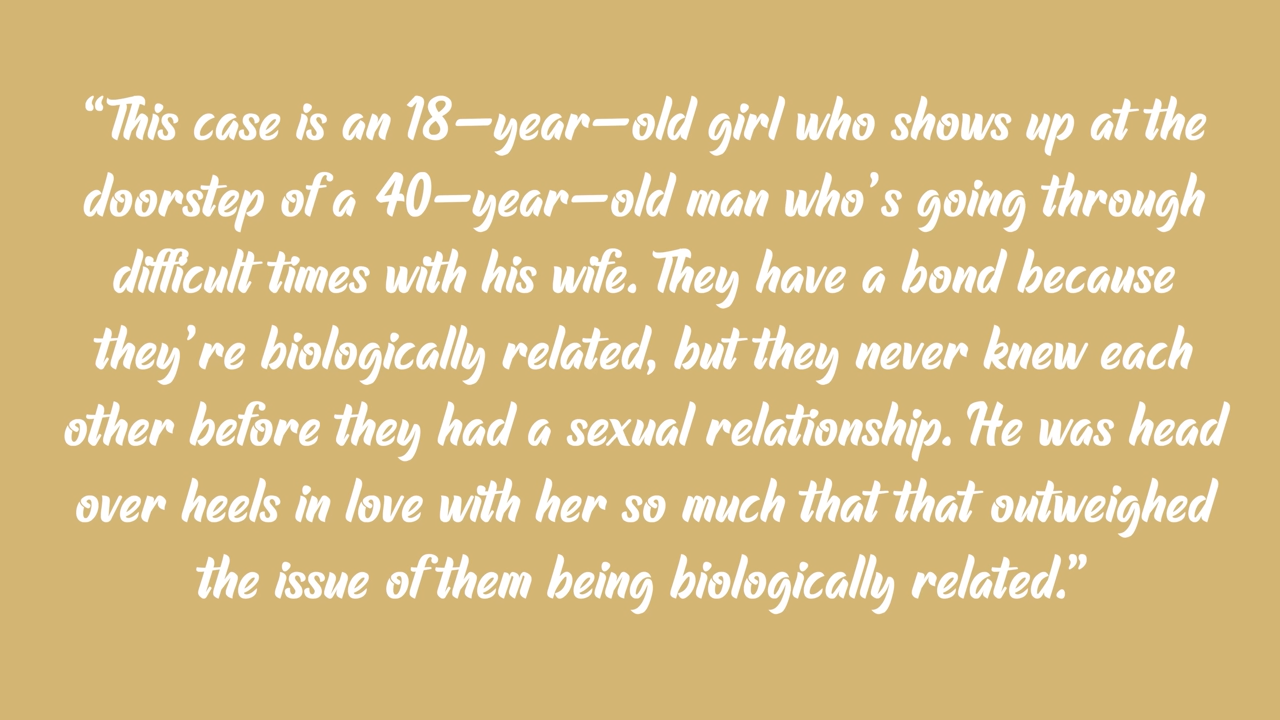 “This case is an 18-year-old girl who shows up at the
doorstep of a 40-year-old man who’s going through
difficult times with his wife. They have a bond because
they’re biologically related, but they never knew each
other before they had a sexual relationship. He was head
over heels in love with her so much that that outweighed
the issue of them being biologically related.”